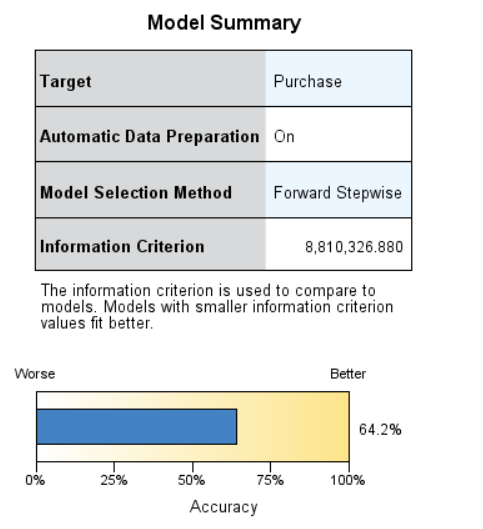 Model Summary
Target Purchase
Automatic Data Preparation On
Model Selection Method Forward Stepwise
Information Criterion 8,810,326.880
The information criterion is used to compare to
models. Models with smaller information criterion
values fit better.
Worse Better
64.2%
0% 25% 50% 75% 100%
Accuracy